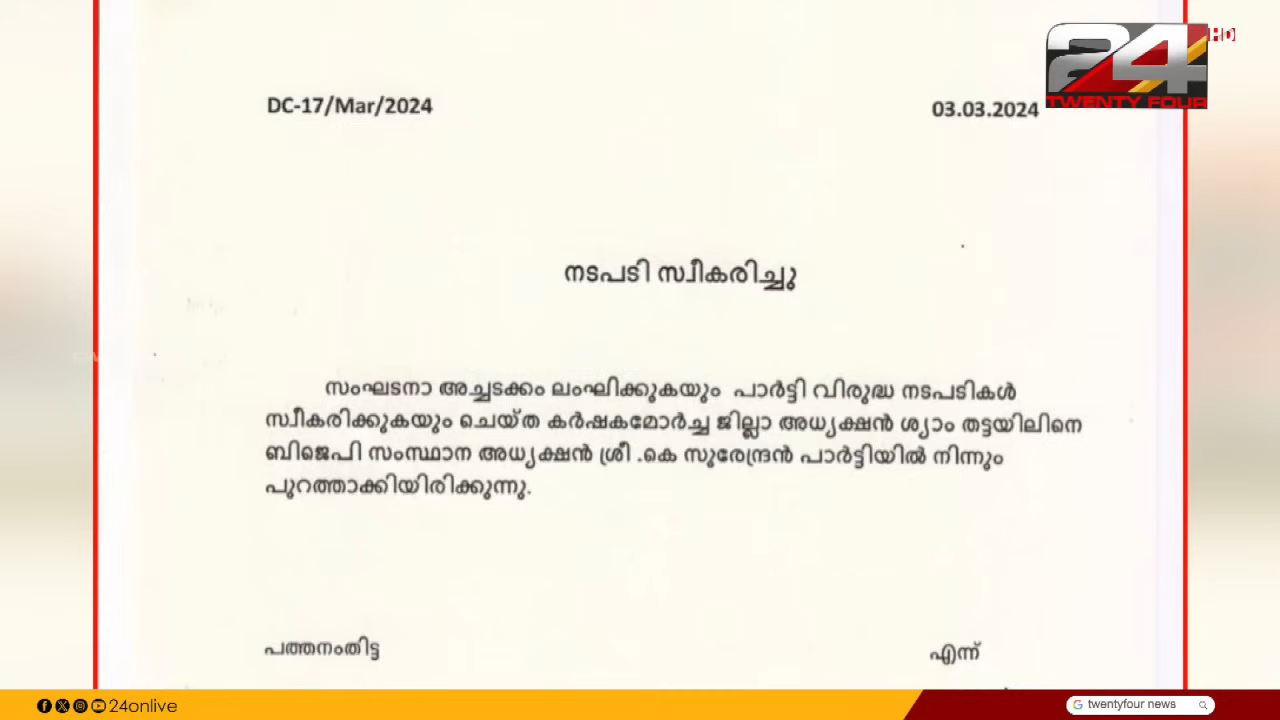 24 HD
TWENTY FOUR
DC-17/Mar/2024
03.03.2024
നടപടി സ്വീകരിച്ചു
സംഘടനാ അച്ചടക്കം ലംഘിക്കുകയും പാർട്ടി വിരുദ്ധ നടപടികൾ
സ്വീകരിക്കുകയും ചെയ്ത കർഷകമോർച്ച ജില്ലാ അധ്യക്ഷൻ ശ്യാം തട്ടയിലിനെ
ബിജെപി സംസ്ഥാന അധ്യക്ഷൻ ശ്രീ .കെ സുരേന്ദ്രൻ പാർട്ടിയിൽ നിന്നും
പുറത്താക്കിയിരിക്കുന്നു.
പത്തനംതിട്ട
എന്ന്
24onlive
twentyfour news